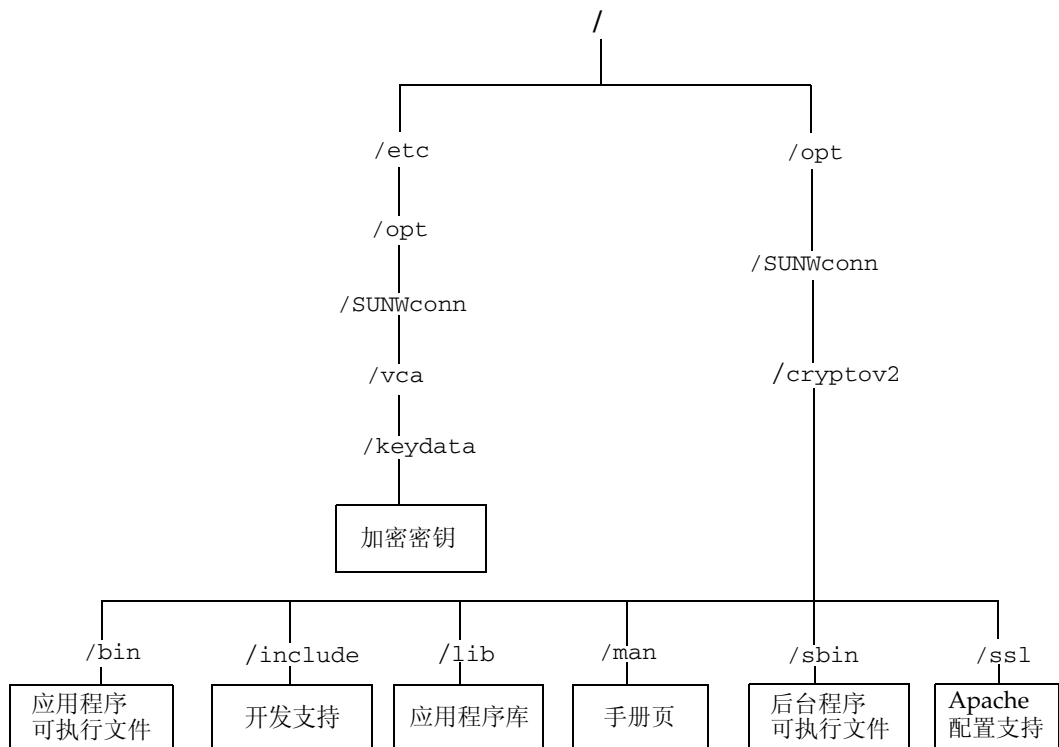 /
/etc
/opt
/opt
/SUNWconn
/SUNWconn
/vca
/cryptov2
/keydata
加密密钥
/bin
/include
/lib
/man
/sbin
/ssl
应用程序
可执行文件
开发支持
应用程序库
手册页
后台程序
可执行文件
Apache
配置支持